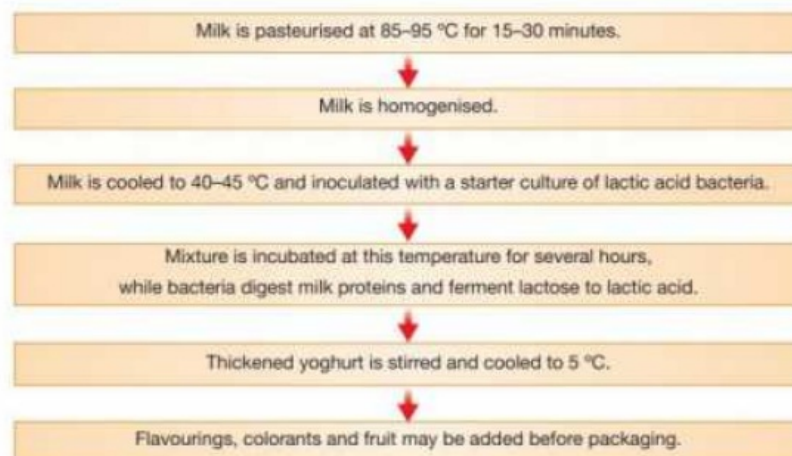 Milk is pasteurised at 85–95 ºC for 15–30 minutes.
Milk is homogenised.
Milk is cooled to 40–45 ºC and inoculated with a starter culture of lactic acid bacteria.
Mixture is incubated at this temperature for several hours,
while bacteria digest milk proteins and ferment lactose to lactic acid.
Thickened yoghurt is stirred and cooled to 5 ºC.
Flavourings, colorants and fruit may be added before packaging.